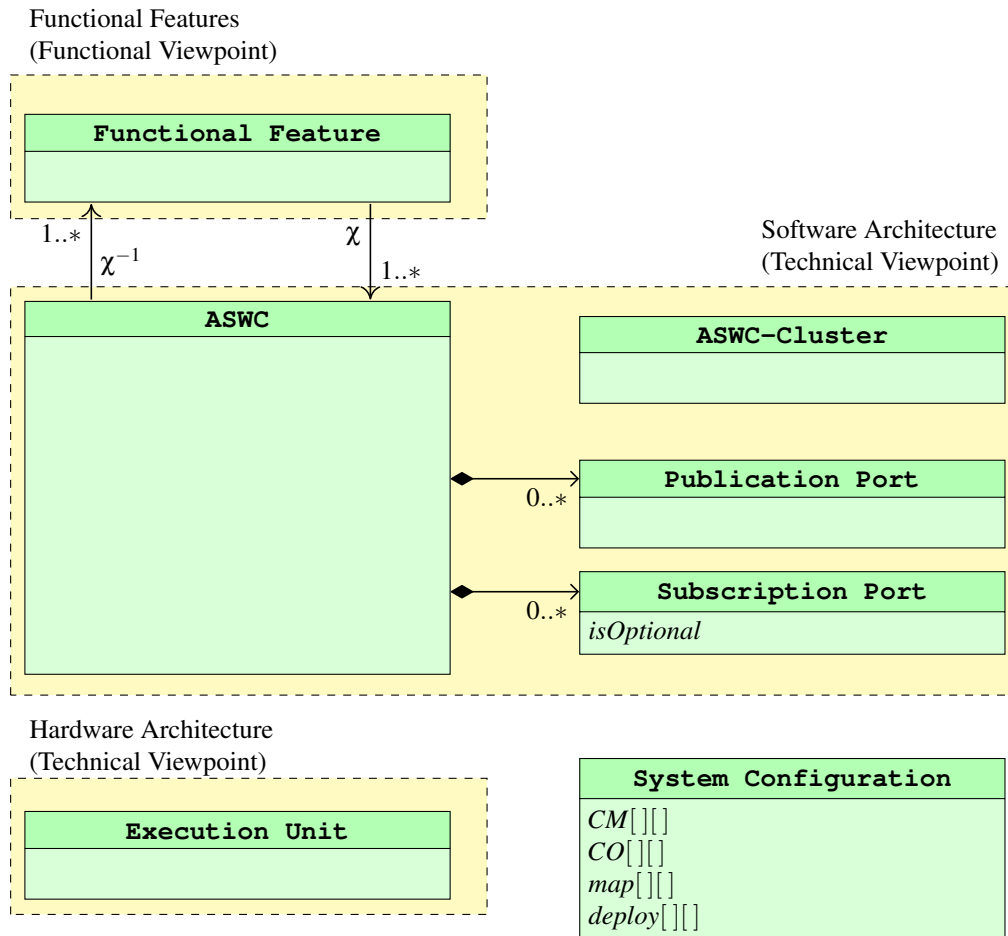 Functional Features
(Functional Viewpoint)
Functional Feature
1..∗
χ⁻¹
χ
1..∗
Software Architecture
(Technical Viewpoint)
ASWC
ASWC-Cluster
Publication Port
0..∗
Subscription Port
0..∗
isOptional
Hardware Architecture
(Technical Viewpoint)
Execution Unit
System Configuration
CM[ ][ ]
CO[ ][ ]
map[ ][ ]
deploy[ ][ ]